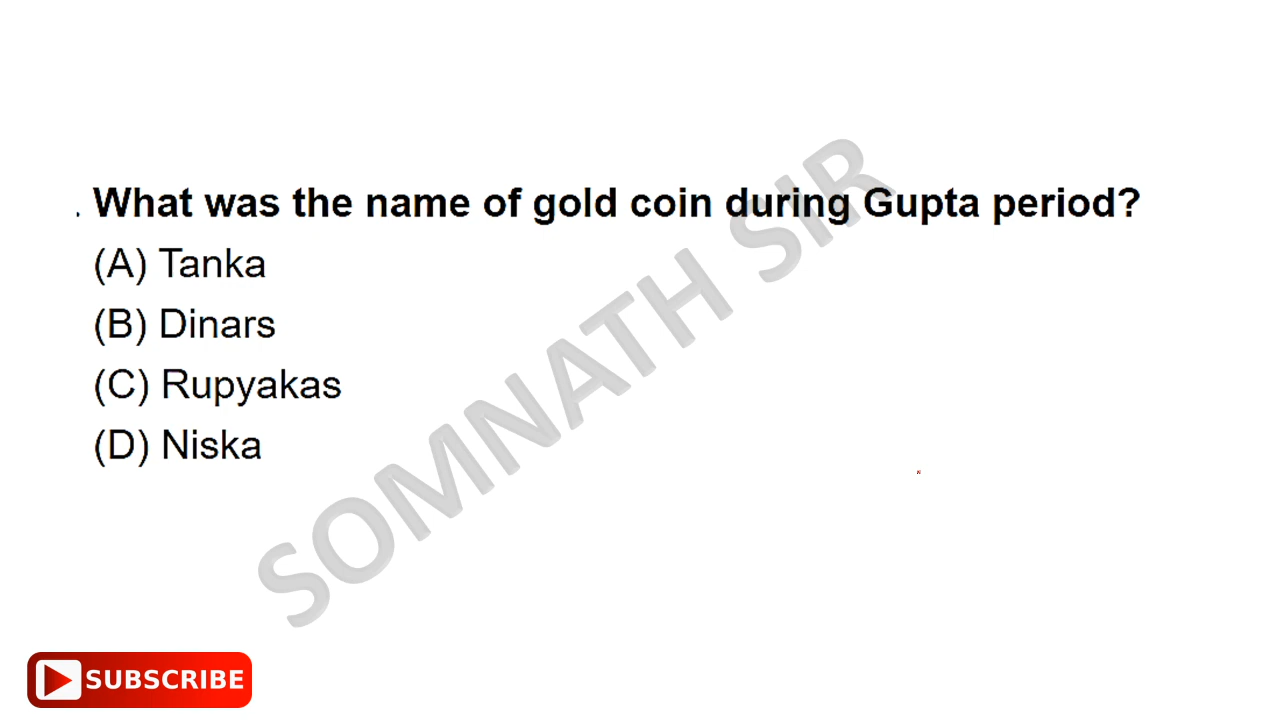 . What was the name of gold coin during Gupta period?
(A) Tanka
(B) Dinars
(C) Rupyakas
(D) Niska
SOMNATH SIR
SUBSCRIBE